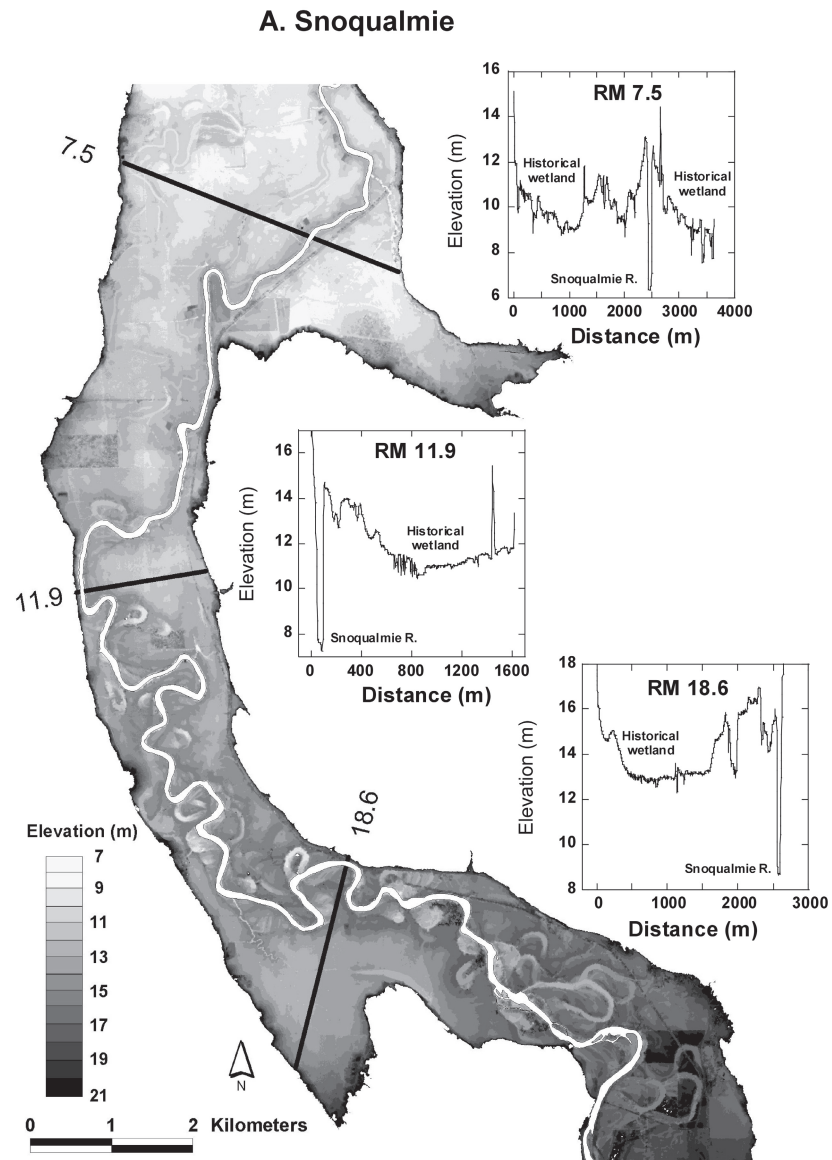 A. Snoqualmie
7.5
RM 7.5
Elevation (m)
16
14
12
10
8
6
Historical
wetland
Historical
wetland
Snoqualmie R.
0 1000 2000 3000 4000
Distance (m)
11.9
RM 11.9
Elevation (m)
16
14
12
10
8
Historical
wetland
Snoqualmie R.
0 400 800 1200 1600
Distance (m)
18.6
RM 18.6
Elevation (m)
18
16
14
12
10
8
Historical
wetland
Snoqualmie R.
0 1000 2000 3000
Distance (m)
Elevation (m)
7
9
11
13
15
17
19
21
N
0 1 2 Kilometers